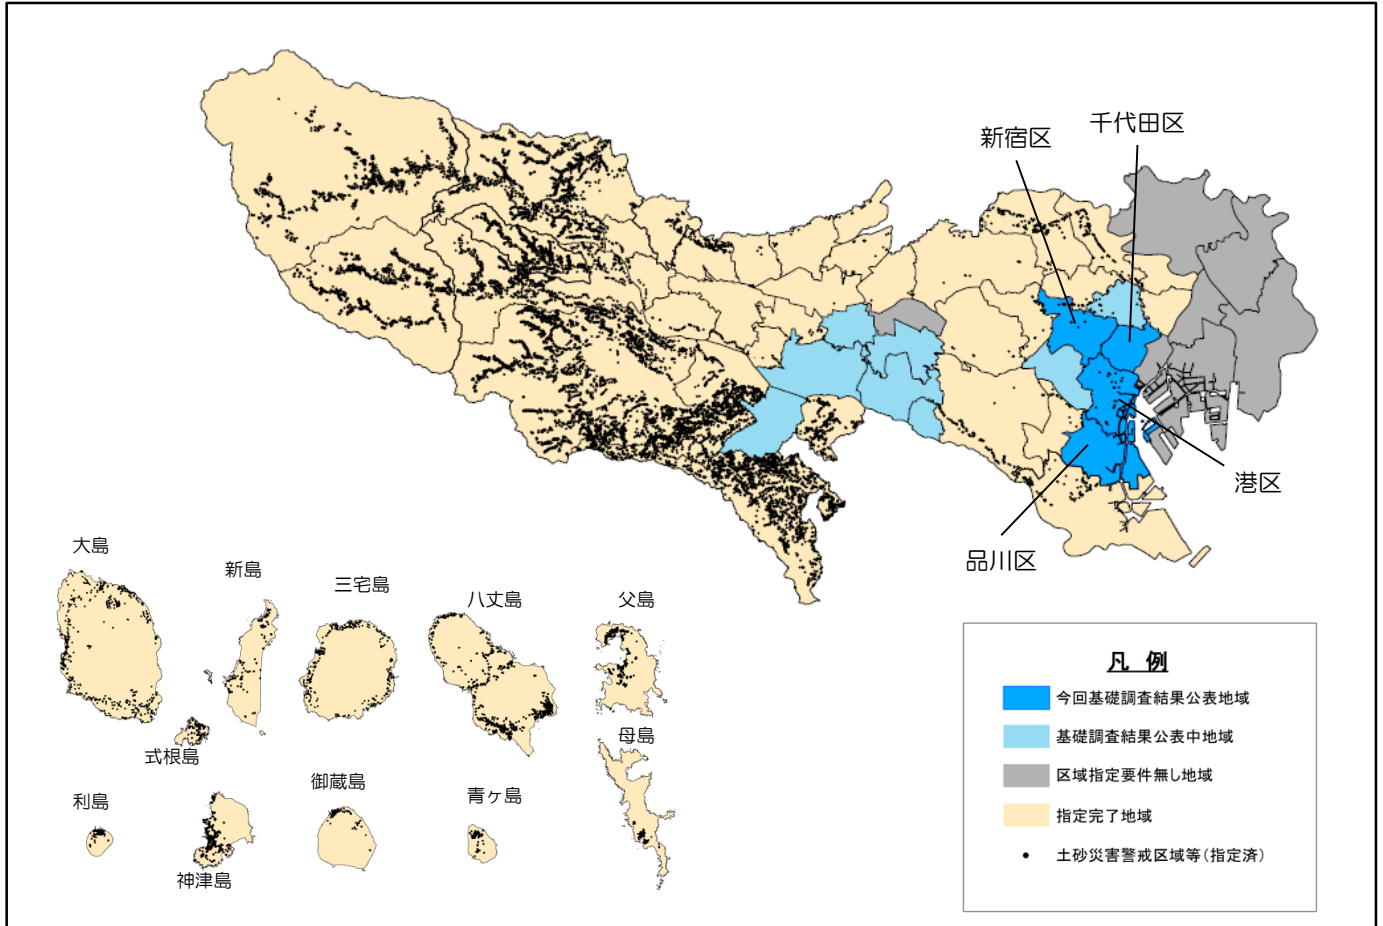 千代田区
新宿区
港区
品川区
大島
新島
三宅島
八丈島
父島
式根島
母島
利島
神津島
御蔵島
青ヶ島
凡 例
今回基礎調査結果公表地域
基礎調査結果公表中地域
区域指定要件無し地域
指定完了地域
土砂災害警戒区域等(指定済)